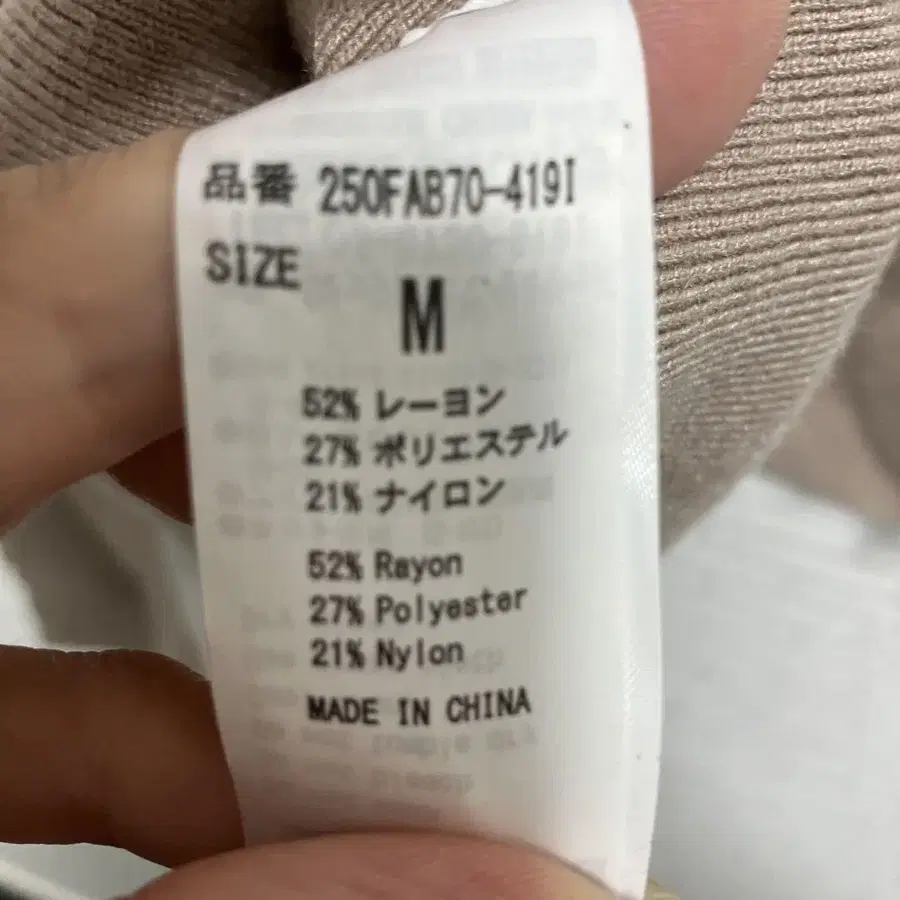 品番 250FAB70-419I
SIZE
M
52% レーヨン
27% ポリエステル
21% ナイロン
52% Rayon
27% Polyester
21% Nylon
MADE IN CHINA